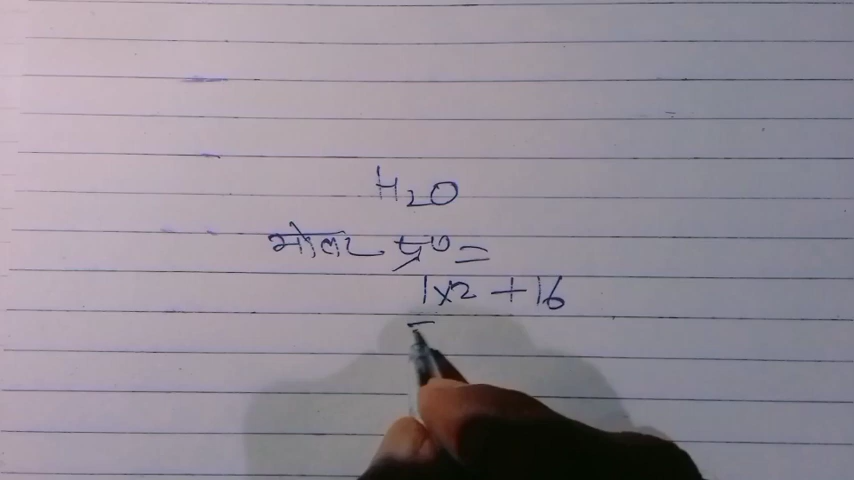 H₂O
मोलर द्र० =
1×2 + 16
=